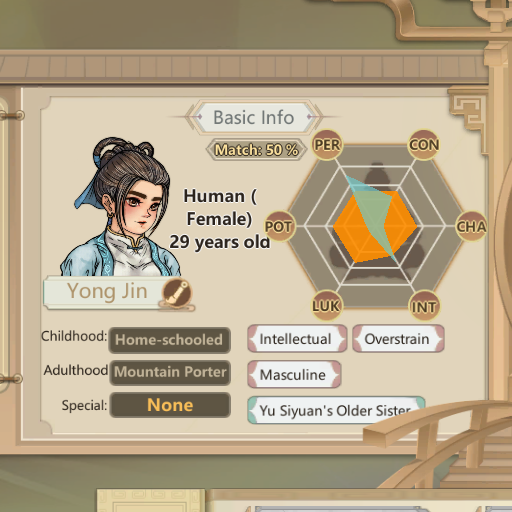 Basic Info
Match: 50 %
PER
CON
Human (
Female)
29 years old
POT
CHA
LUK
INT
Yong Jin
Childhood: Home-schooled
Intellectual
Overstrain
Adulthood Mountain Porter
Masculine
Special: None
Yu Siyuan's Older Sister